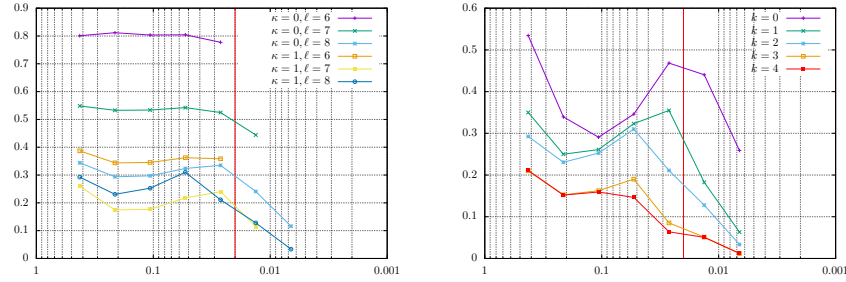 0.9
0.8
0.7
0.6
0.5
0.4
0.3
0.2
0.1
0
1
0.1
0.01
0.001
κ = 0, ℓ = 6
κ = 0, ℓ = 7
κ = 0, ℓ = 8
κ = 1, ℓ = 6
κ = 1, ℓ = 7
κ = 1, ℓ = 8
0.6
0.5
0.4
0.3
0.2
0.1
0
1
0.1
0.01
0.001
k = 0
k = 1
k = 2
k = 3
k = 4